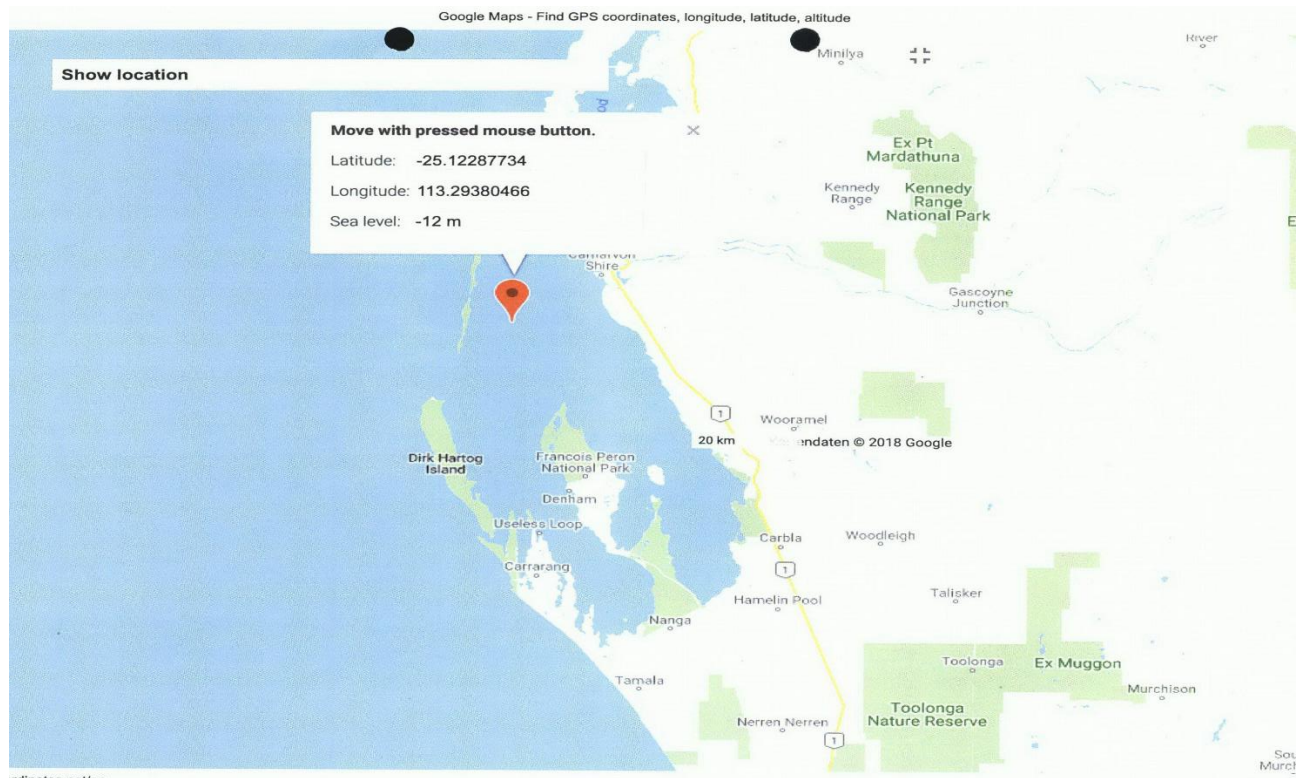 Google Maps - Find GPS coordinates, longitude, latitude, altitude
River
Minilya
Show location
Move with pressed mouse button.
Latitude: -25.12287734
Longitude: 113.29380466
Sea level: -12 m
Ex Pt
Mardathuna
Kennedy
Range
Kennedy
Range
National Park
Shire
Gascoyne
Junction
1
Wooramel
20 km
endaten © 2018 Google
Dirk Hartog
Island
Francois Peron
National Park
Denham
Useless Loop
Carbla
Woodleigh
Carrarang
1
Hamelin Pool
Talisker
Nanga
Toolonga
Ex Muggon
Tamala
Murchison
Toolonga
Nature Reserve
Nerren Nerren
1